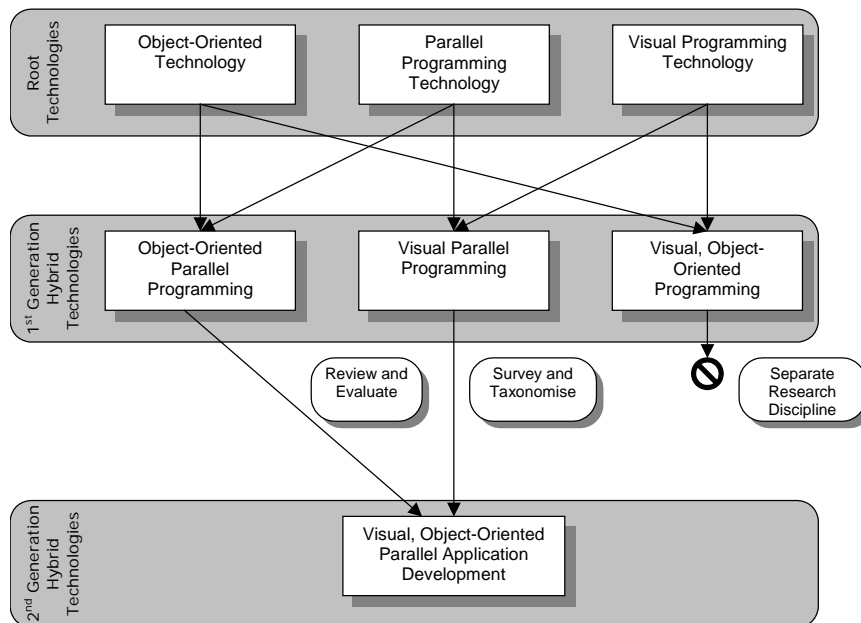 Root
Technologies
Object-Oriented
Technology
Parallel
Programming
Technology
Visual Programming
Technology
1st Generation
Hybrid
Technologies
Object-Oriented
Parallel
Programming
Visual Parallel
Programming
Visual, Object-
Oriented
Programming
Review and
Evaluate
Survey and
Taxonomise
Separate
Research
Discipline
2nd Generation
Hybrid
Technologies
Visual, Object-Oriented
Parallel Application
Development